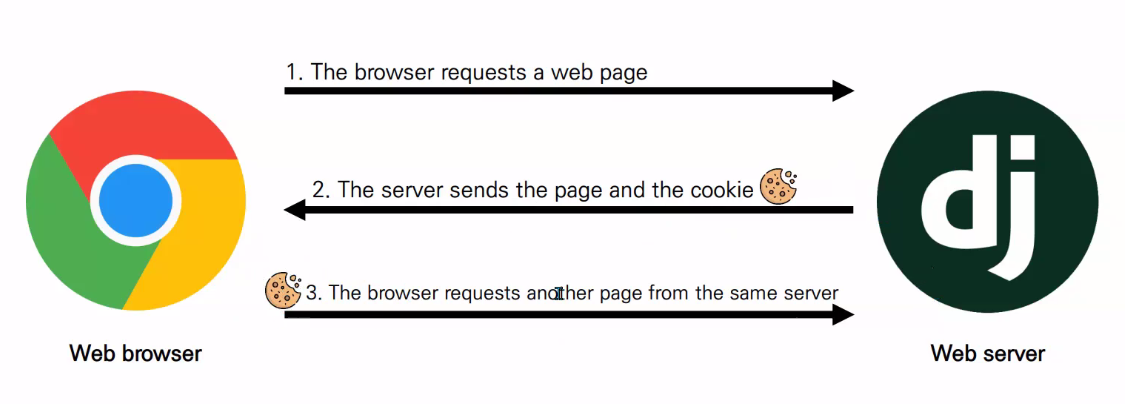 1. The browser requests a web page
2. The server sends the page and the cookie
3. The browser requests another page from the same server
dj
Web browser
Web server